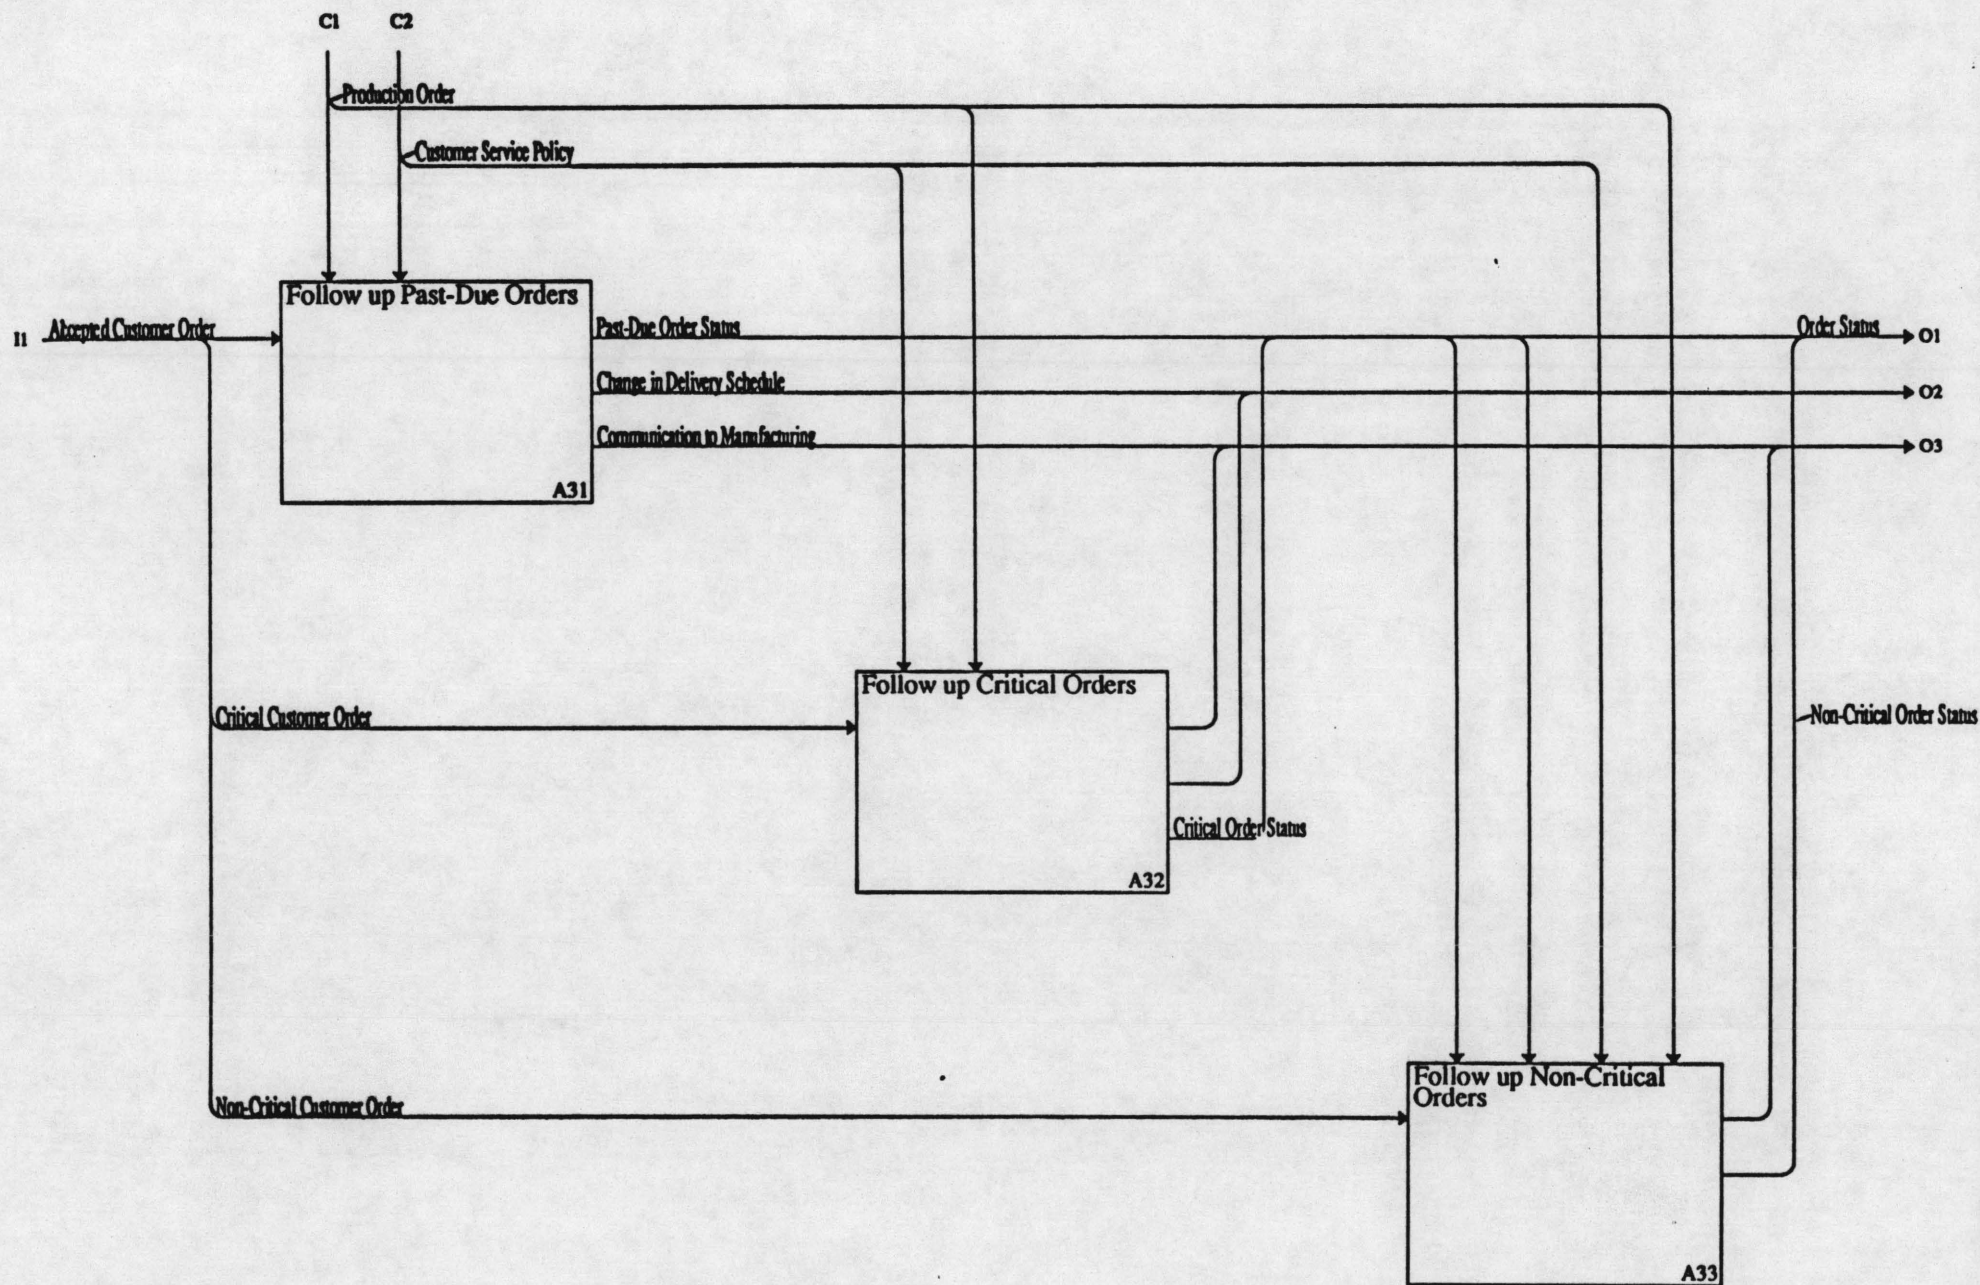 C1 C2
Production Order
Customer Service Policy
Follow up Past-Due Orders
I1 Accepted Customer Order
Past-Due Order Status
Order Status
O1
Change in Delivery Schedule
O2
Communication to Manufacturing
O3
A31
Follow up Critical Orders
Critical Customer Order
Non-Critical Order Status
Critical Order Status
A32
Follow up Non-Critical
Orders
Non-Critical Customer Order
A33